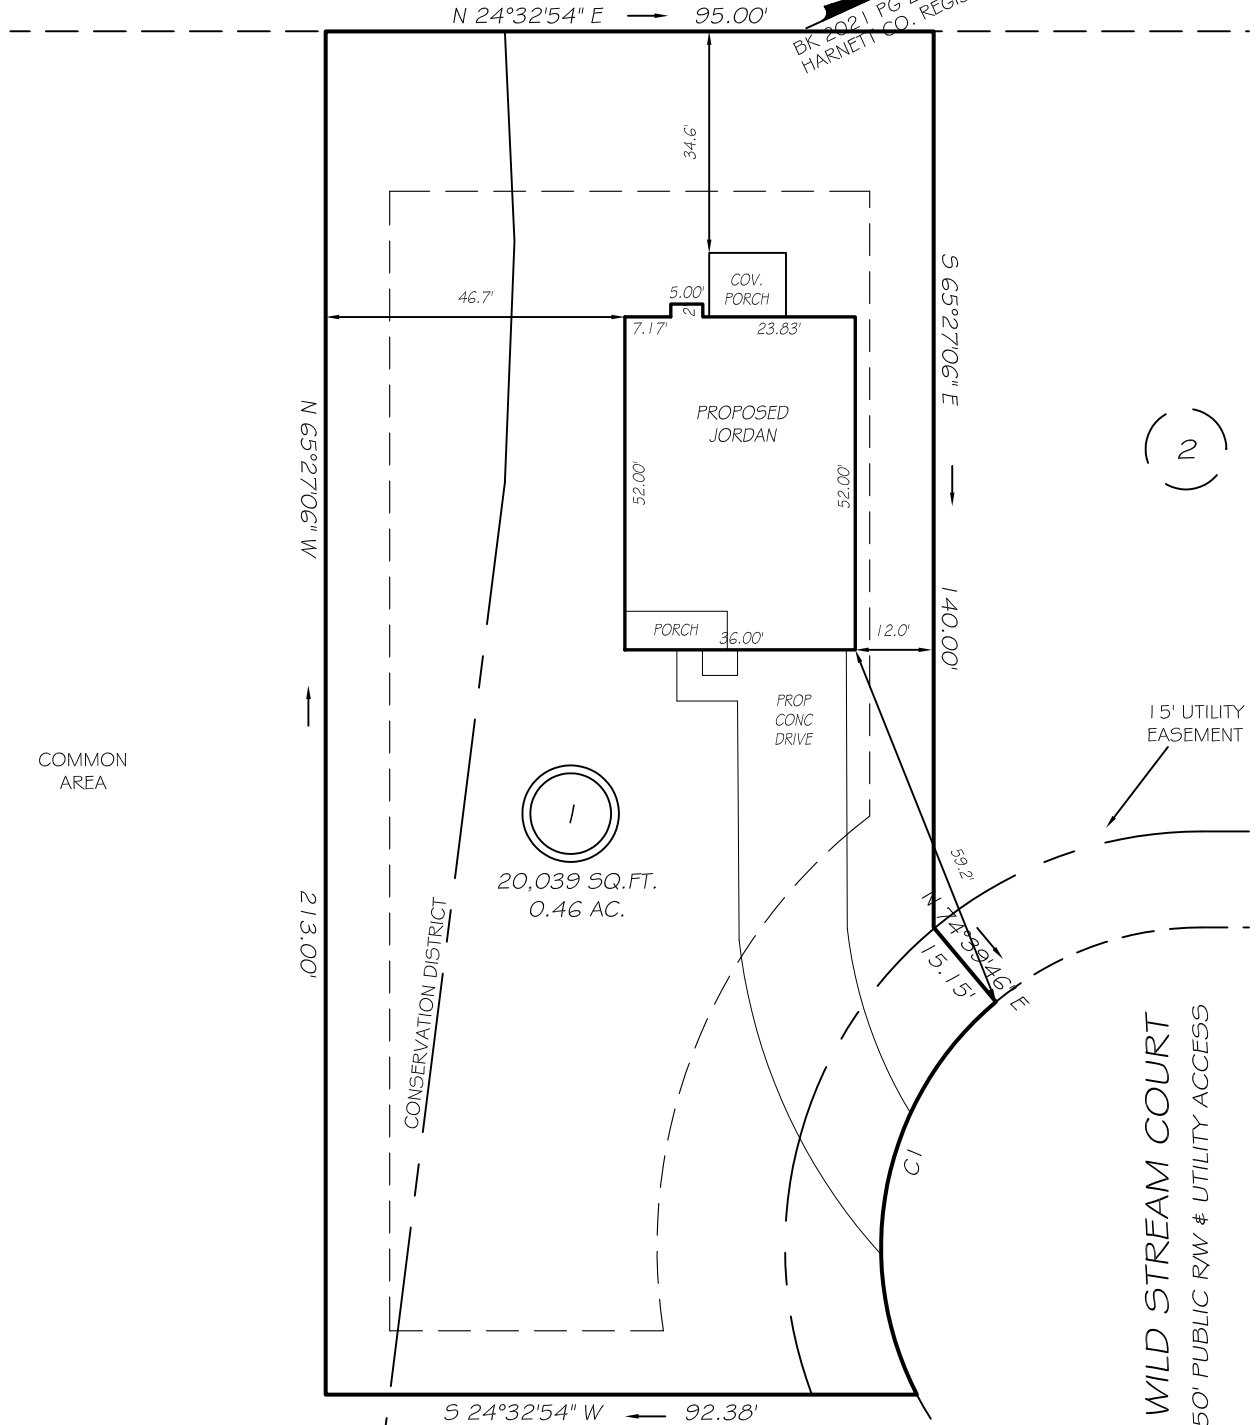 N 24°32'54" E 95.00'
BK 2021 PG
HARNETT CO.
34.6'
COV.
PORCH
46.7'
5.00'
2'
7.17'
23.83'
S 65°27'06" E
140.00'
PROPOSED
JORDAN
N 65°27'06" W
213.00'
2
52.00'
52.00'
PORCH
36.00'
12.0'
PROP
CONC
DRIVE
15' UTILITY
EASEMENT
COMMON
AREA
1
20,039 SQ.FT.
0.46 AC.
59.2'
N 74°39'46" E
15.15'
CONSERVATION DISTRICT
C1
WILD STREAM COURT
50' PUBLIC R/W & UTILITY ACCESS
S 24°32'54" W 92.38'